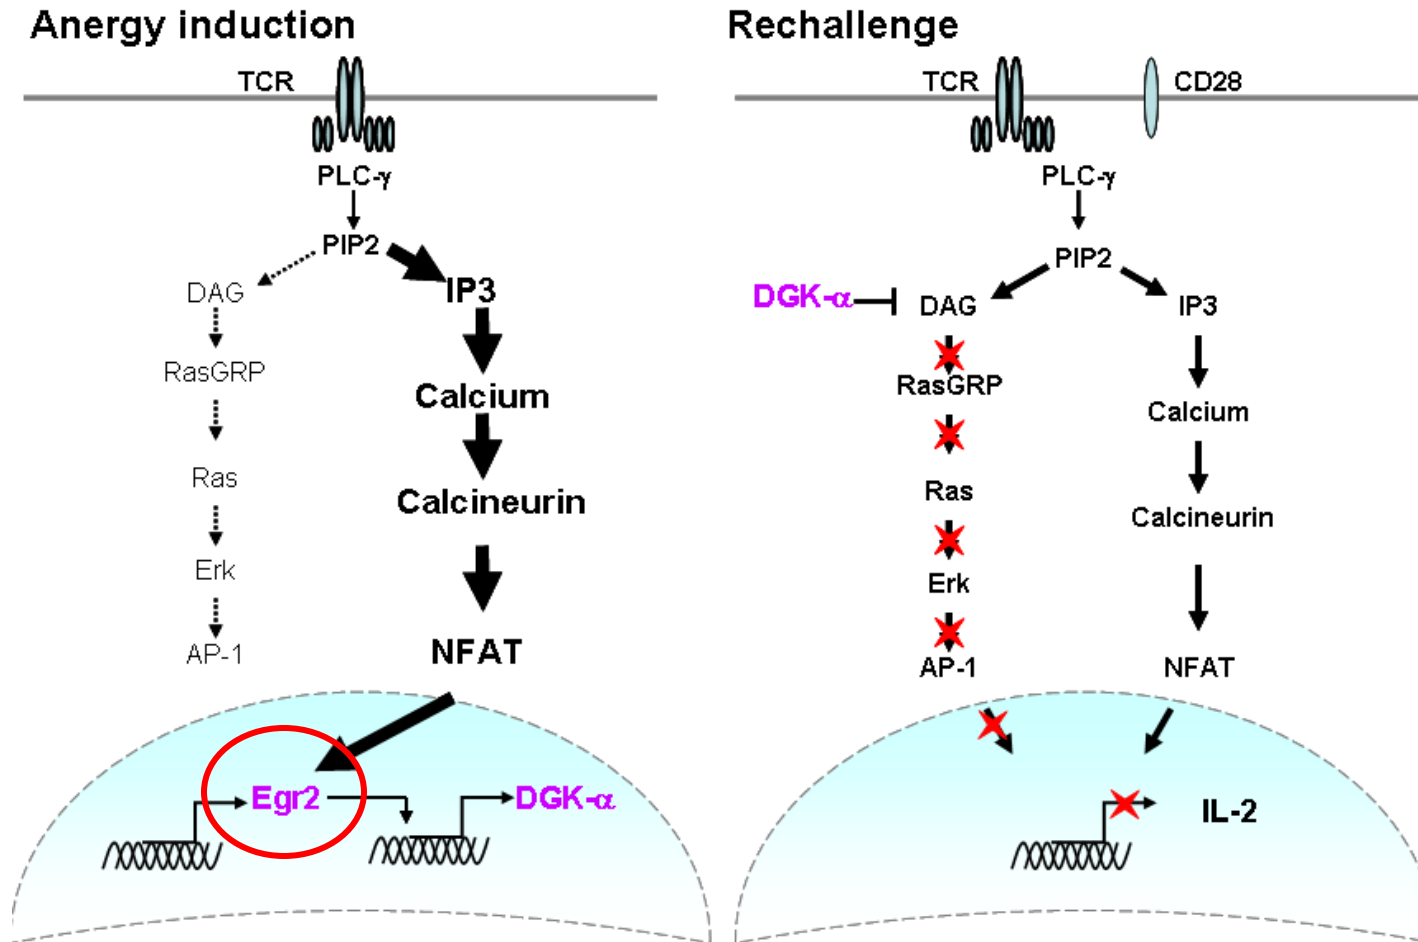 Anergy induction
TCR
PLC-γ
PIP2
DAG
IP3
RasGRP
Calcium
Ras
Calcineurin
Erk
AP-1
NFAT
Egr2
DGK-α
Rechallenge
TCR
CD28
PLC-γ
PIP2
DGK-α
DAG
IP3
RasGRP
Calcium
Ras
Calcineurin
Erk
AP-1
NFAT
IL-2